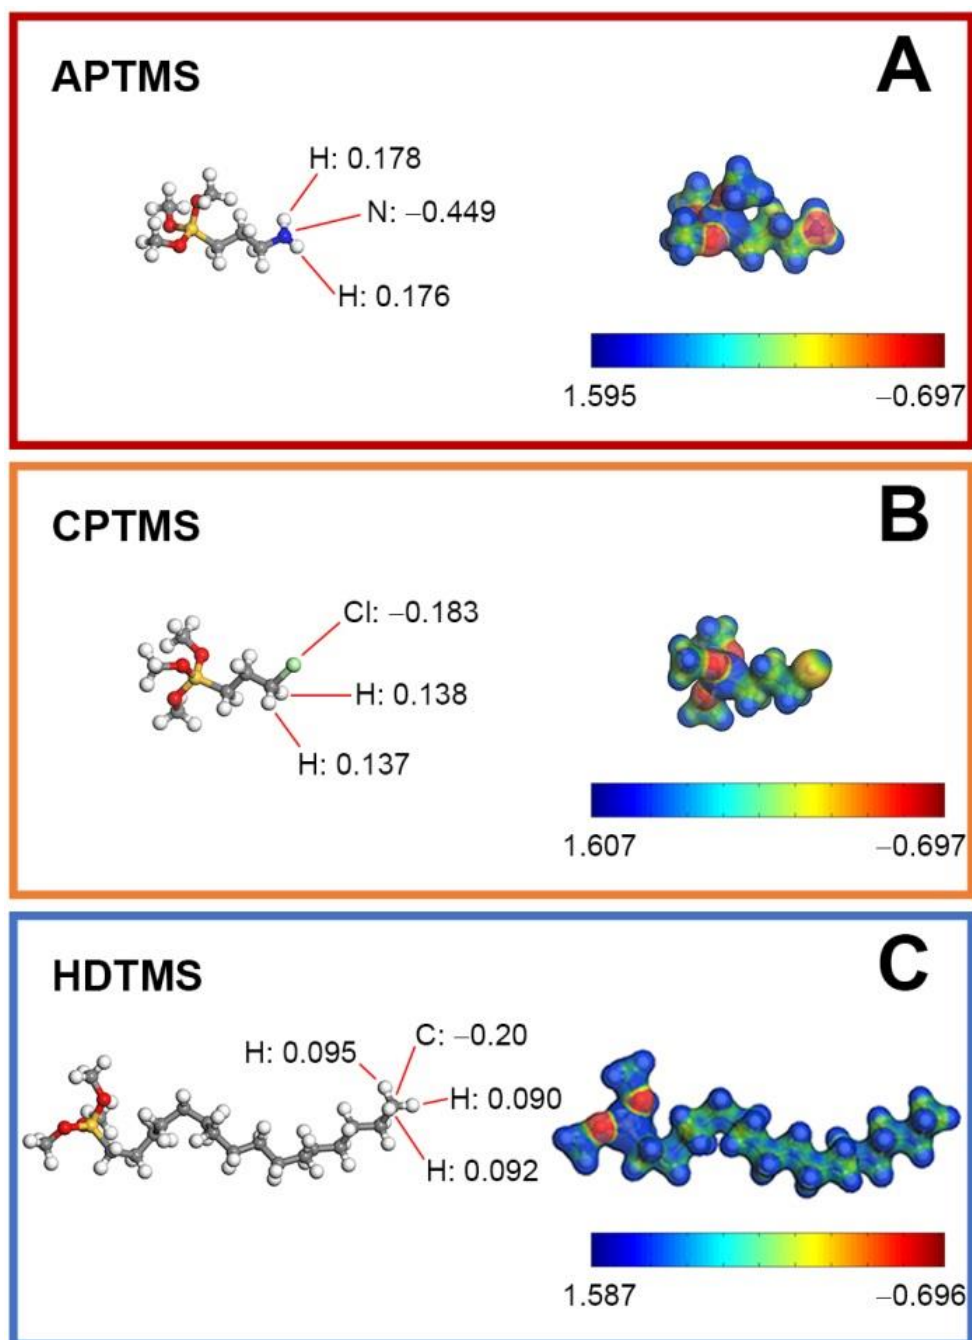 APTMS
A
H: 0.178
N: −0.449
H: 0.176
1.595
−0.697
CPTMS
B
Cl: −0.183
H: 0.138
H: 0.137
1.607
−0.697
HDTMS
C
C: −0.20
H: 0.095
H: 0.090
H: 0.092
1.587
−0.696